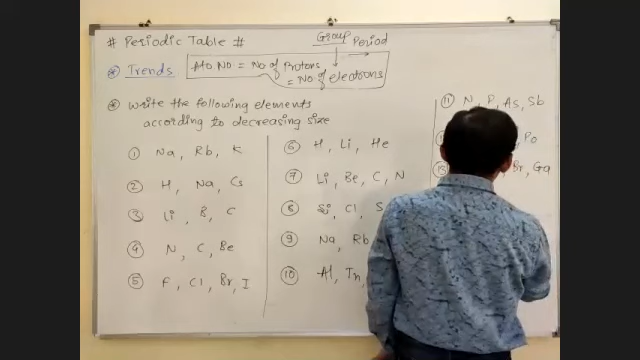 # Periodic Table #
Group Period
* Trends
Ato No = No of Protons
= No of electrons
* Write the following elements
according to decreasing size
① Na, Rb, K
② H, Na, Cs
③ Li, B, C
④ N, C, Be
⑤ F, Cl, Br, I
⑥ H, Li, He
⑦ Li, Be, C, N
⑧ Si, Cl, S
⑨ Na, Rb
⑩ Al,
⑪ N, P, As, Sb
Po
Br, Ga